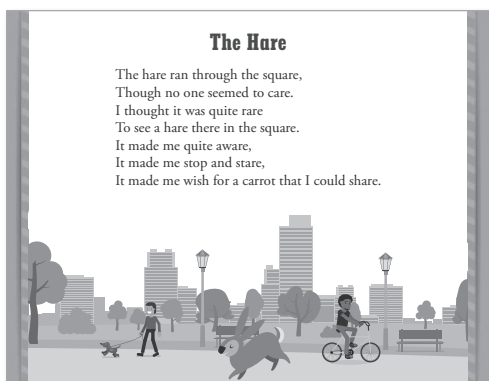 The Hare
The hare ran through the square,
Though no one seemed to care.
I thought it was quite rare
To see a hare there in the square.
It made me quite aware,
It made me stop and stare,
It made me wish for a carrot that I could share.